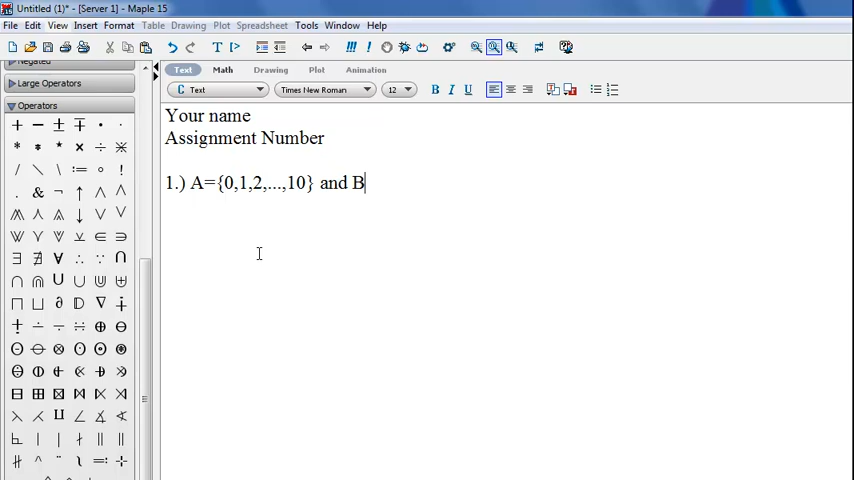 Untitled (1)* - [Server 1] - Maple 15
File Edit View Insert Format Table Drawing Plot Spreadsheet Tools Window Help
Text Math Drawing Plot Animation
C Text Times New Roman 12 B I U
Large Operators
Operators
Your name
Assignment Number
1.) A={0,1,2,...,10} and B